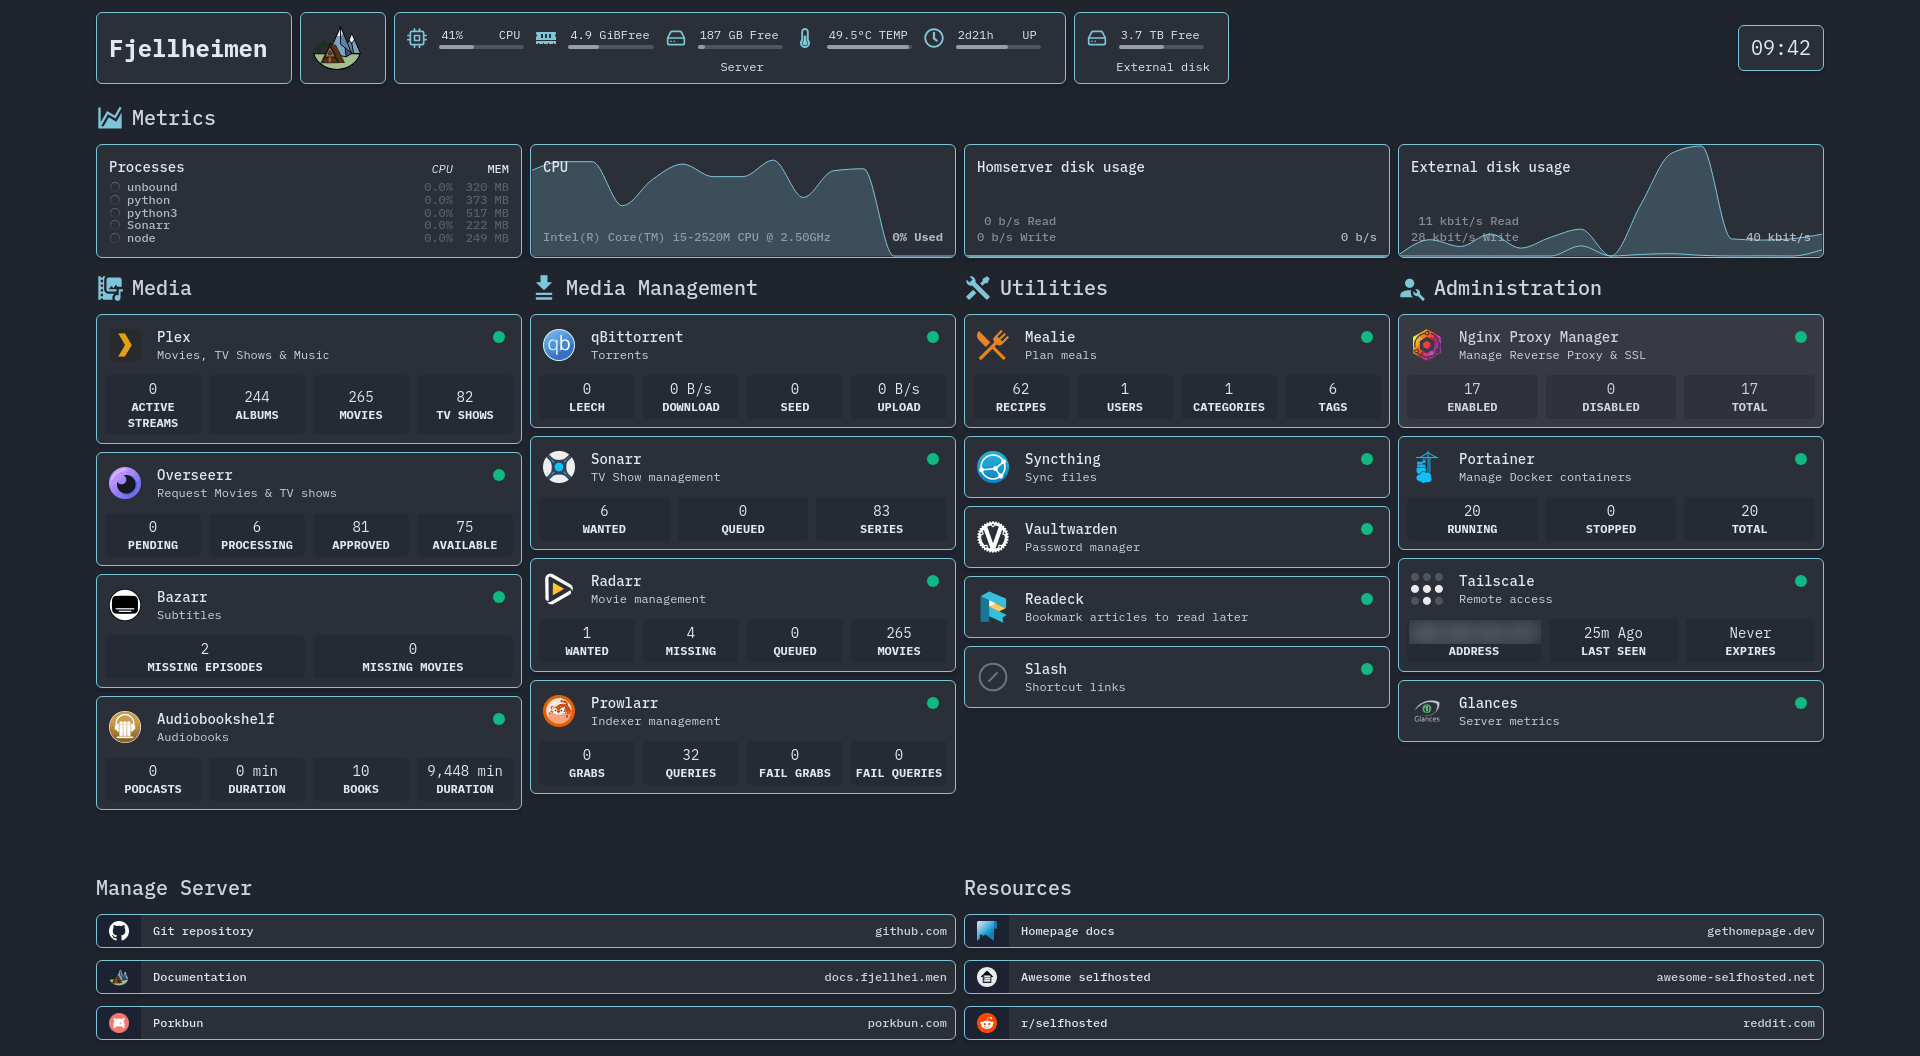 Fjellheimen
41% CPU
4.9 GiBFree
187 GB Free
49.5°C TEMP
2d21h UP
Server
3.7 TB Free
External disk
09:42
Metrics
Processes CPU MEM
unbound 0.0% 320 MB
python 0.0% 373 MB
python3 0.0% 517 MB
Sonarr 0.0% 222 MB
node 0.0% 249 MB
CPU
Intel(R) Core(TM) i5-2520M CPU @ 2.50GHz
0% Used
Homserver disk usage
0 b/s Read
0 b/s Write
0 b/s
External disk usage
11 kbit/s Read
28 kbit/s Write
40 kbit/s
Media
Plex
Movies, TV Shows & Music
0 244 265 82
ACTIVE STREAMS ALBUMS MOVIES TV SHOWS
Overseerr
Request Movies & TV shows
0 6 81 75
PENDING PROCESSING APPROVED AVAILABLE
Bazarr
Subtitles
2 0
MISSING EPISODES MISSING MOVIES
Audiobookshelf
Audiobooks
0 0 min 10 9,448 min
PODCASTS DURATION BOOKS DURATION
Media Management
qb
qBittorrent
Torrents
0 0 B/s 0 0 B/s
LEECH DOWNLOAD SEED UPLOAD
Sonarr
TV Show management
6 0 83
WANTED QUEUED SERIES
Radarr
Movie management
1 4 0 265
WANTED MISSING QUEUED MOVIES
Prowlarr
Indexer management
0 32 0 0
GRABS QUERIES FAIL GRABS FAIL QUERIES
Utilities
Mealie
Plan meals
62 1 1 6
RECIPES USERS CATEGORIES TAGS
Syncthing
Sync files
Vaultwarden
Password manager
Readeck
Bookmark articles to read later
Slash
Shortcut links
Administration
Nginx Proxy Manager
Manage Reverse Proxy & SSL
17 0 17
ENABLED DISABLED TOTAL
Portainer
Manage Docker containers
20 0 20
RUNNING STOPPED TOTAL
Tailscale
Remote access
25m Ago Never
ADDRESS LAST SEEN EXPIRES
Glances
Glances
Server metrics
Manage Server
Git repository github.com
Documentation docs.fjellhei.men
Porkbun porkbun.com
Resources
Homepage docs gethomepage.dev
Awesome selfhosted awesome-selfhosted.net
r/selfhosted reddit.com